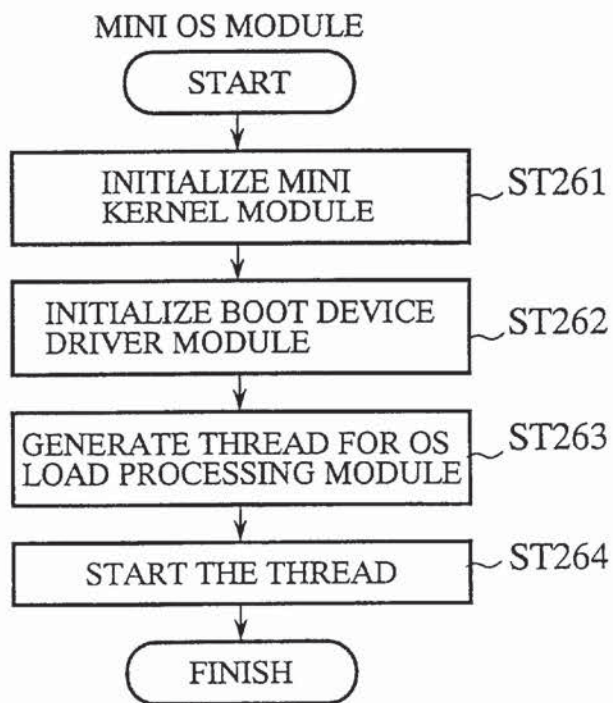 MINI OS MODULE
START
INITIALIZE MINI
KERNEL MODULE
ST261
INITIALIZE BOOT DEVICE
DRIVER MODULE
ST262
GENERATE THREAD FOR OS
LOAD PROCESSING MODULE
ST263
START THE THREAD
ST264
FINISH